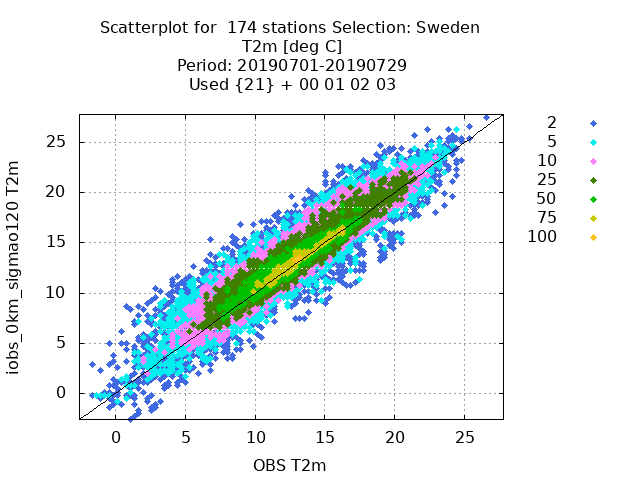 Scatterplot for  174 stations Selection: Sweden
T2m [deg C]
Period: 20190701-20190729
Used {21} + 00 01 02 03
iobs_0km_sigmao120 T2m
25
20
15
10
5
0
0 5 10 15 20 25
OBS T2m
2
5
10
25
50
75
100